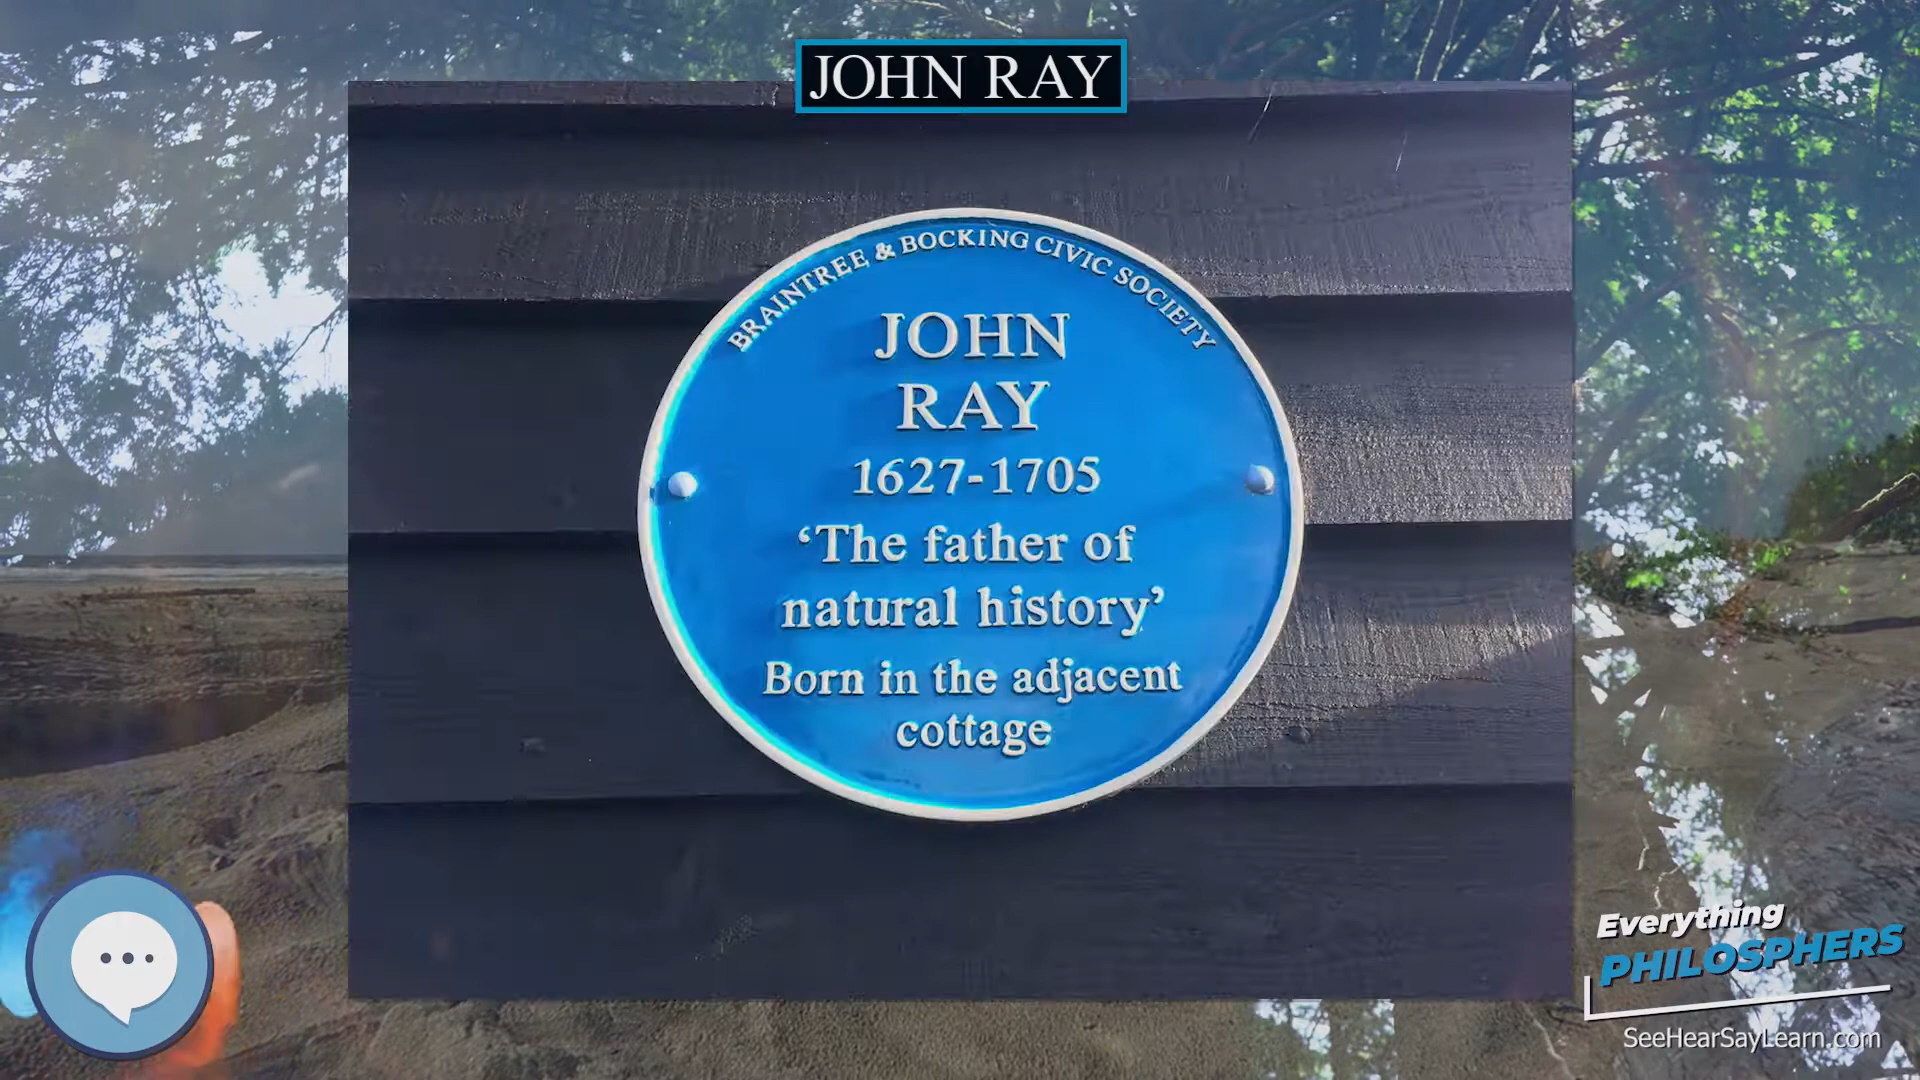 JOHN RAY
BRAINTREE & BOCKING CIVIC SOCIETY
JOHN
RAY
1627-1705
‘The father of
natural history’
Born in the adjacent
cottage
Everything
PHILOSPHERS
SeeHearSayLearn.com